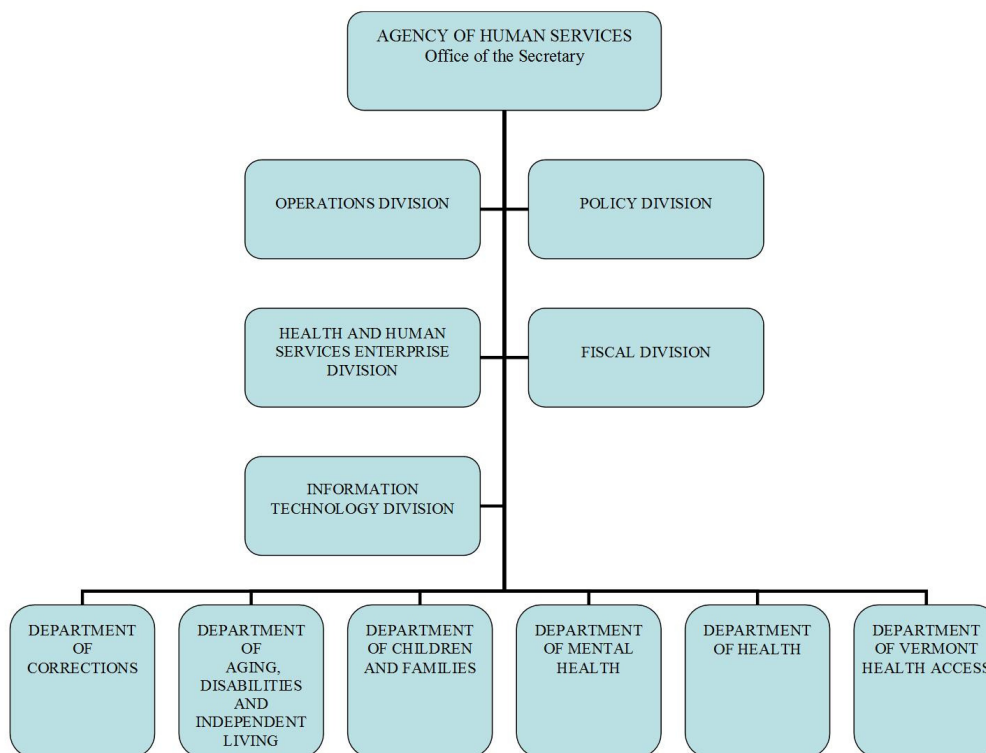 AGENCY OF HUMAN SERVICES
Office of the Secretary
OPERATIONS DIVISION
POLICY DIVISION
HEALTH AND HUMAN
SERVICES ENTERPRISE
DIVISION
FISCAL DIVISION
INFORMATION
TECHNOLOGY DIVISION
DEPARTMENT
OF
CORRECTIONS
DEPARTMENT
OF
AGING,
DISABILITIES
AND
INDEPENDENT
LIVING
DEPARTMENT
OF CHILDREN
AND FAMILIES
DEPARTMENT
OF MENTAL
HEALTH
DEPARTMENT
OF HEALTH
DEPARTMENT
OF VERMONT
HEALTH ACCESS